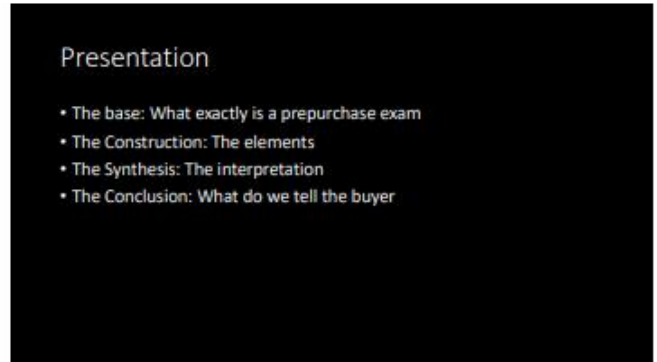 Presentation
• The base: What exactly is a prepurchase exam
• The Construction: The elements
• The Synthesis: The interpretation
• The Conclusion: What do we tell the buyer